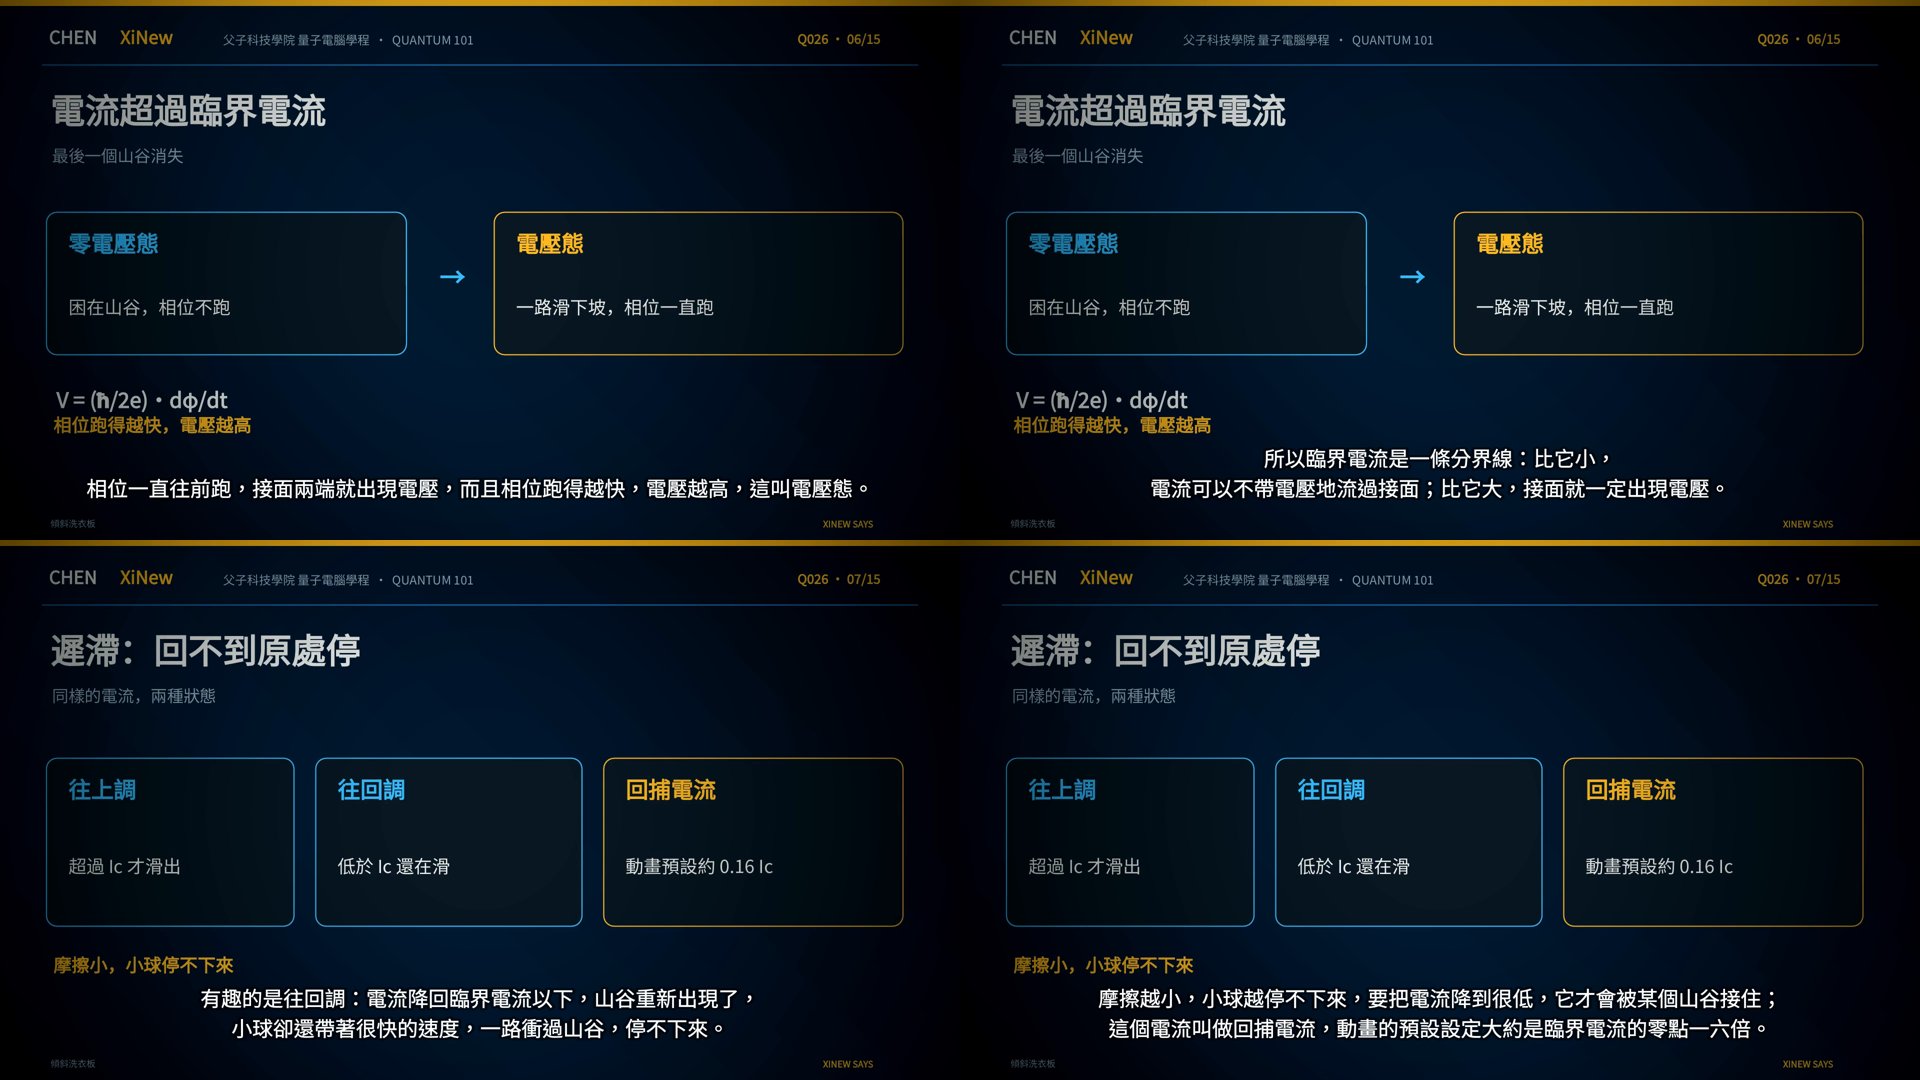 CHEN XiNew 父子科技學院 量子電腦學程 · QUANTUM 101 Q026 · 06/15
電流超過臨界電流
最後一個山谷消失
零電壓態
困在山谷，相位不跑
→
電壓態
一路滑下坡，相位一直跑
V = (ħ/2e) · dφ/dt
相位跑得越快，電壓越高
相位一直往前跑，接面兩端就出現電壓，而且相位跑得越快，電壓越高，這叫電壓態。
傾斜洗衣板 XINEW SAYS
CHEN XiNew 父子科技學院 量子電腦學程 · QUANTUM 101 Q026 · 06/15
電流超過臨界電流
最後一個山谷消失
零電壓態
困在山谷，相位不跑
→
電壓態
一路滑下坡，相位一直跑
V = (ħ/2e) · dφ/dt
相位跑得越快，電壓越高
所以臨界電流是一條分界線：比它小，
電流可以不帶電壓地流過接面；比它大，接面就一定出現電壓。
傾斜洗衣板 XINEW SAYS
CHEN XiNew 父子科技學院 量子電腦學程 · QUANTUM 101 Q026 · 07/15
遲滯：回不到原處停
同樣的電流，兩種狀態
往上調
超過 Ic 才滑出
往回調
低於 Ic 還在滑
回捕電流
動畫預設約 0.16 Ic
摩擦小，小球停不下來
有趣的是往回調：電流降回臨界電流以下，山谷重新出現了，
小球卻還帶著很快的速度，一路衝過山谷，停不下來。
傾斜洗衣板 XINEW SAYS
CHEN XiNew 父子科技學院 量子電腦學程 · QUANTUM 101 Q026 · 07/15
遲滯：回不到原處停
同樣的電流，兩種狀態
往上調
超過 Ic 才滑出
往回調
低於 Ic 還在滑
回捕電流
動畫預設約 0.16 Ic
摩擦小，小球停不下來
摩擦越小，小球越停不下來，要把電流降到很低，它才會被某個山谷接住；
這個電流叫做回捕電流，動畫的預設設定大約是臨界電流的零點一六倍。
傾斜洗衣板 XINEW SAYS